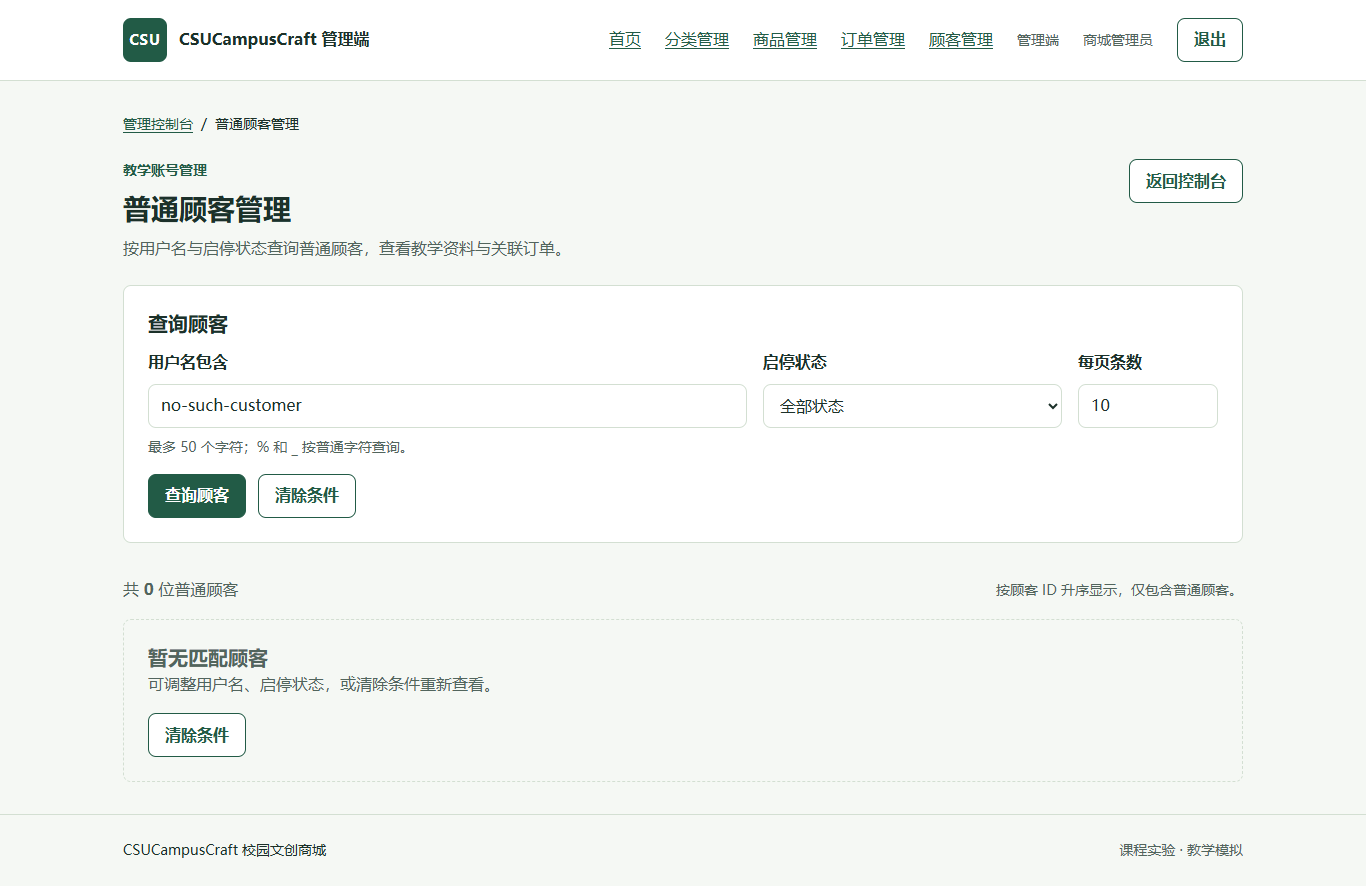 CSU CSUCampusCraft 管理端 首页 分类管理 商品管理 订单管理 顾客管理 管理端 商城管理员 退出
管理控制台 / 普通顾客管理
教学账号管理
返回控制台
普通顾客管理
按用户名与启停状态查询普通顾客，查看教学资料与关联订单。
查询顾客
用户名包含 启停状态 每页条数
no-such-customer 全部状态 10
最多 50 个字符；% 和 _ 按普通字符查询。
查询顾客 清除条件
共 0 位普通顾客 按顾客 ID 升序显示，仅包含普通顾客。
暂无匹配顾客
可调整用户名、启停状态，或清除条件重新查看。
清除条件
CSUCampusCraft 校园文创商城 课程实验 · 教学模拟